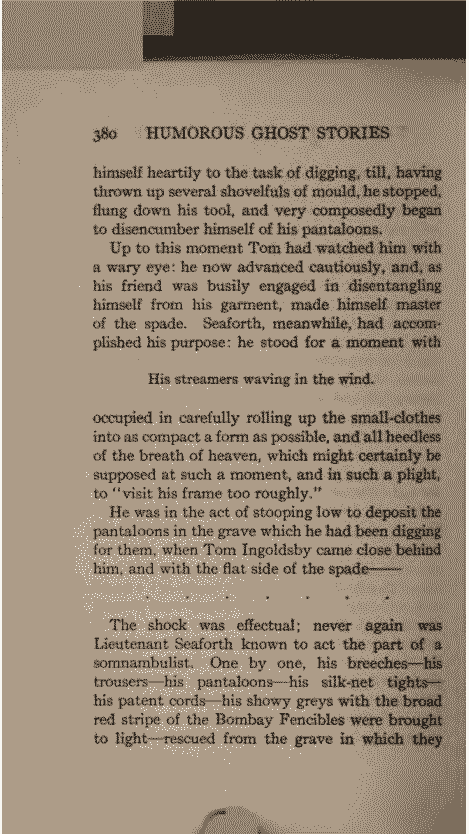 380 HUMOROUS GHOST STORIES
himself heartily to the task of digging, till, having
thrown up several shovelfuls of mould, he stopped,
flung down his tool, and very composedly began
to disencumber himself of his pantaloons.
Up to this moment Tom had watched him with
a wary eye: he now advanced cautiously, and, as
his friend was busily engaged in disentangling
himself from his garment, made himself master
of the spade. Seaforth, meanwhile, had accom-
plished his purpose: he stood for a moment with
His streamers waving in the wind.
occupied in carefully rolling up the small-clothes
into as compact a form as possible, and all heedless
of the breath of heaven, which might certainly be
supposed at such a moment, and in such a plight,
to "visit his frame too roughly."
He was in the act of stooping low to deposit the
pantaloons in the grave which he had been digging
for them, when Tom Ingoldsby came close behind
him, and with the flat side of the spade——
. . . . . . .
The shock was effectual; never again was
Lieutenant Seaforth known to act the part of a
somnambulist. One by one, his breeches—his
trousers—his pantaloons—his silk-net tights—
his patent cords—his showy greys with the broad
red stripe of the Bombay Fencibles were brought
to light—rescued from the grave in which they